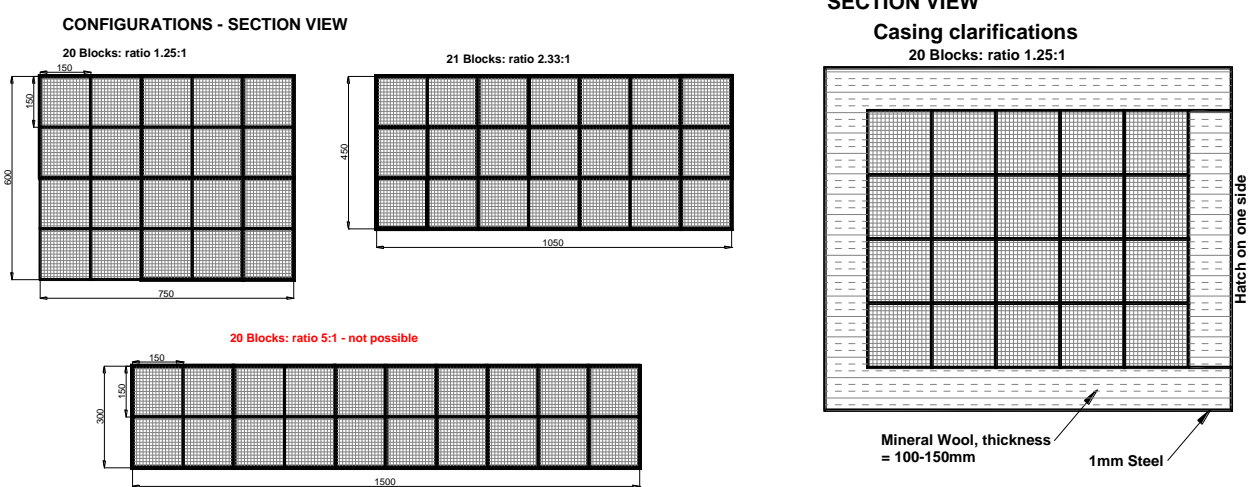 CONFIGURATIONS - SECTION VIEW
20 Blocks: ratio 1.25:1
150
150
600
750
21 Blocks: ratio 2.33:1
450
1050
20 Blocks: ratio 5:1 - not possible
150
150
300
1500
SECTION VIEW
Casing clarifications
20 Blocks: ratio 1.25:1
Hatch on one side
Mineral Wool, thickness
= 100-150mm
1mm Steel